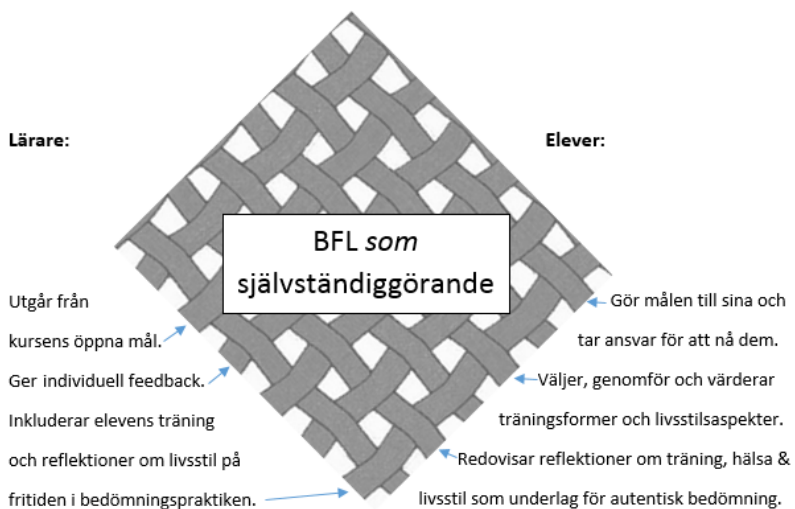 Lärare:
Elever:
BFL som
självständiggörande
Utgår från
kursens öppna mål.
Ger individuell feedback.
Inkluderar elevens träning
och reflektioner om livsstil på
fritiden i bedömningspraktiken.
Gör målen till sina och
tar ansvar för att nå dem.
Väljer, genomför och värderar
träningsformer och livsstilsaspekter.
Redovisar reflektioner om träning, hälsa &
livsstil som underlag för autentisk bedömning.